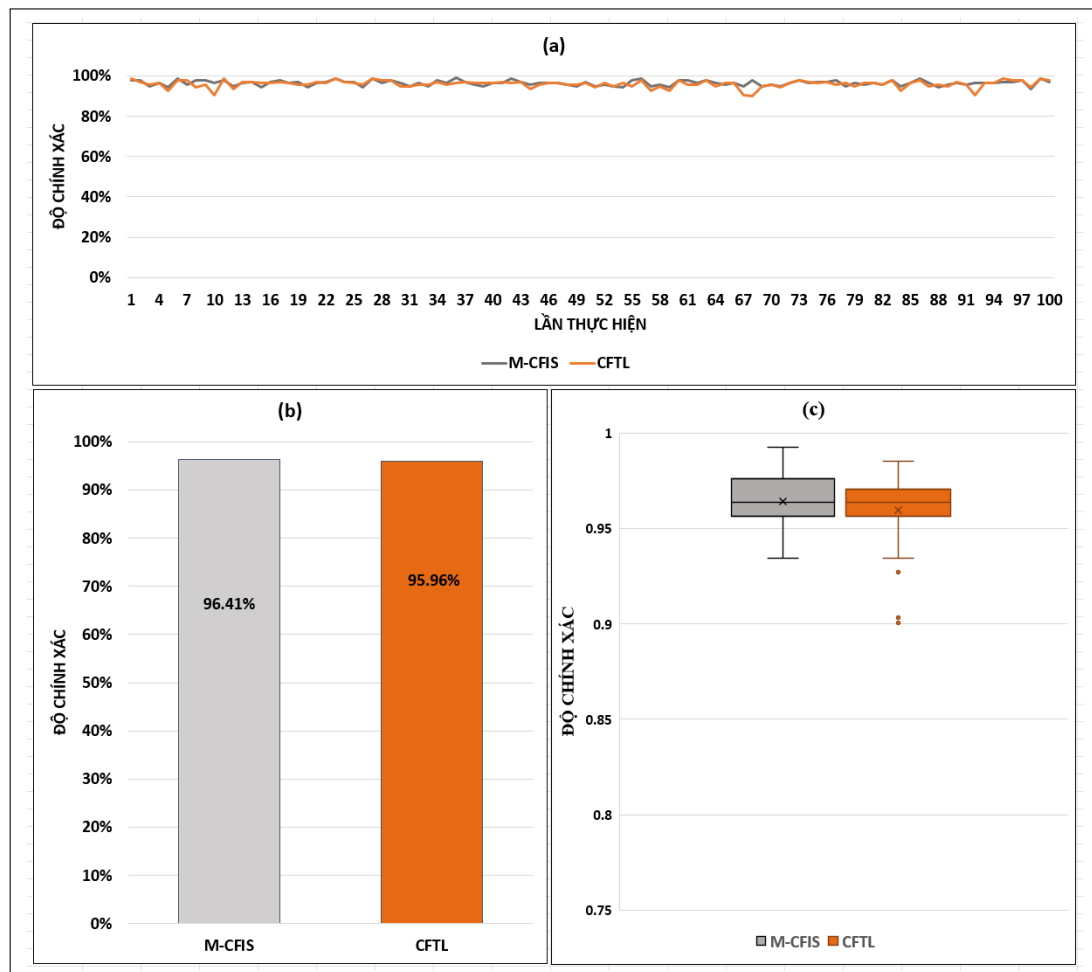 (a)
100%
80%
60%
40%
20%
0%
ĐỘ CHÍNH XÁC
1 4 7 10 13 16 19 22 25 28 31 34 37 40 43 46 49 52 55 58 61 64 67 70 73 76 79 82 85 88 91 94 97 100
LẦN THỰC HIỆN
M-CFIS CFTL
(b)
100%
90%
80%
70%
60%
50%
40%
30%
20%
10%
0%
ĐỘ CHÍNH XÁC
96.41%
95.96%
M-CFIS CFTL
(c)
1
0.95
0.9
0.85
0.8
0.75
ĐỘ CHÍNH XÁC
M-CFIS CFTL